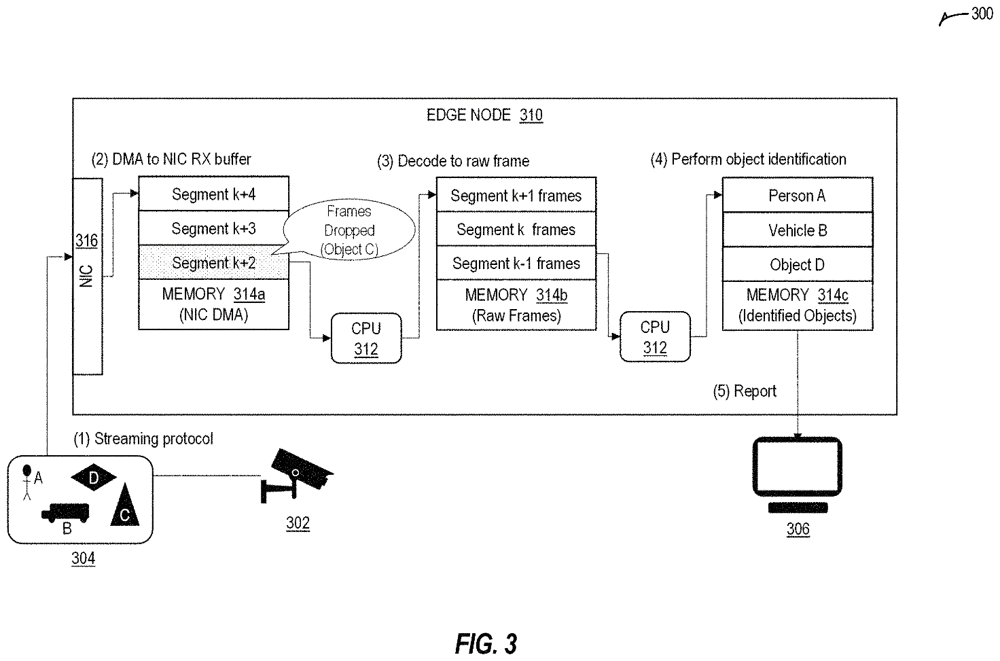 300
EDGE NODE 310
(2) DMA to NIC RX buffer
(3) Decode to raw frame
(4) Perform object identification
316
NIC
Segment k+4
Segment k+3
Segment k+2
MEMORY 314a
(NIC DMA)
Frames
Dropped
(Object C)
CPU
312
Segment k+1 frames
Segment k frames
Segment k-1 frames
MEMORY 314b
(Raw Frames)
CPU
312
Person A
Vehicle B
Object D
MEMORY 314c
(Identified Objects)
(5) Report
(1) Streaming protocol
A
D
B
C
304
302
306
FIG. 3